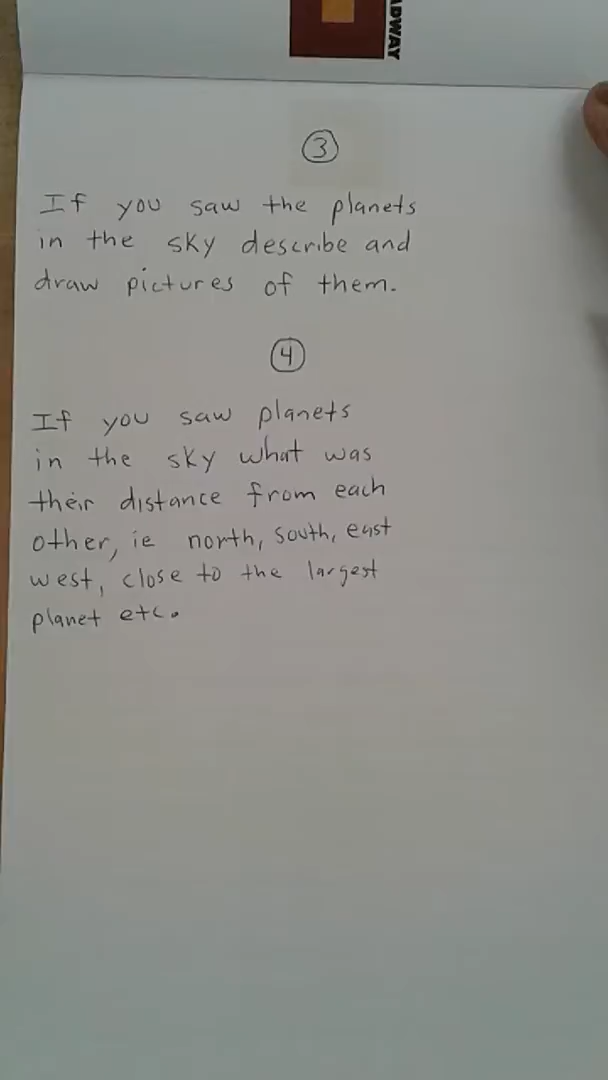 ADWAY
3
If you saw the planets
in the sky describe and
draw pictures of them.
4
If you saw planets
in the sky what was
their distance from each
other, ie north, south, east
west, close to the largest
planet etc.